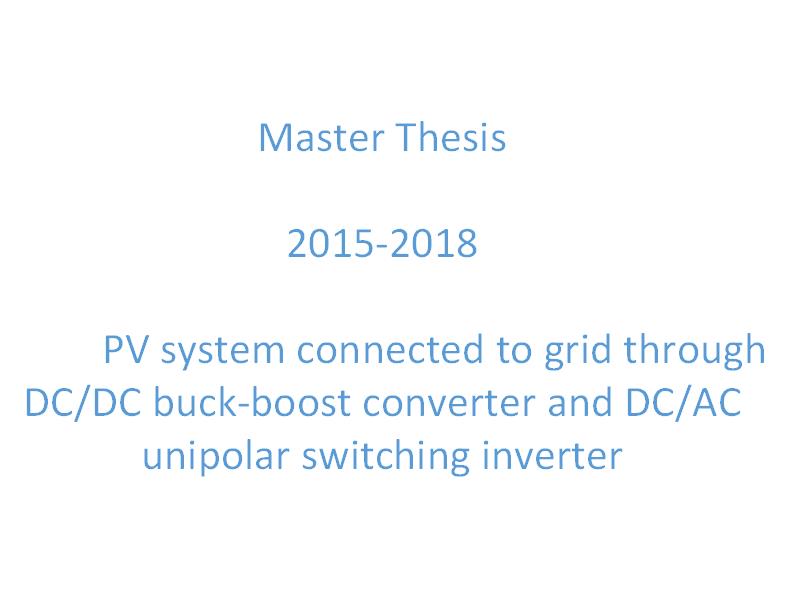 Master Thesis
2015-2018
PV system connected to grid through
DC/DC buck-boost converter and DC/AC
unipolar switching inverter